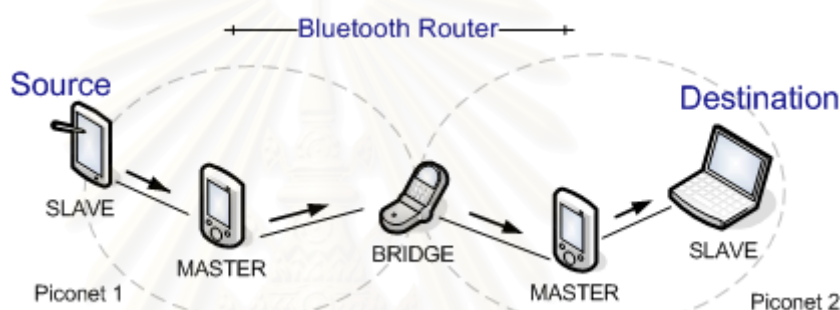 Bluetooth Router
Source
Destination
SLAVE
MASTER
BRIDGE
MASTER
SLAVE
Piconet 1
Piconet 2